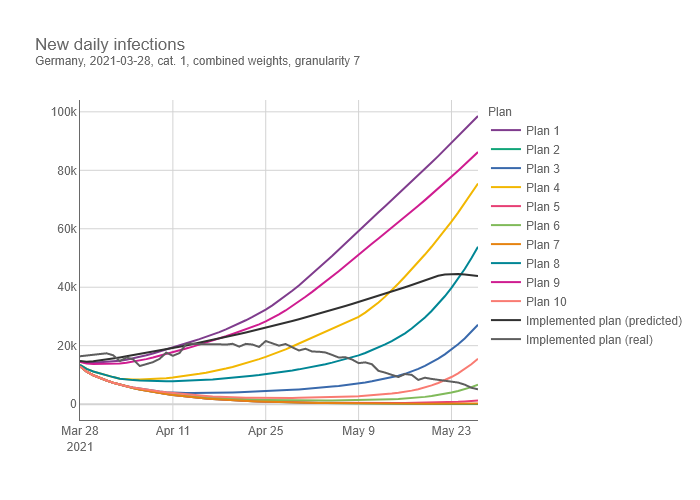 New daily infections
Germany, 2021-03-28, cat. 1, combined weights, granularity 7
100k
80k
60k
40k
20k
0
Mar 28
2021
Apr 11
Apr 25
May 9
May 23
Plan
Plan 1
Plan 2
Plan 3
Plan 4
Plan 5
Plan 6
Plan 7
Plan 8
Plan 9
Plan 10
Implemented plan (predicted)
Implemented plan (real)